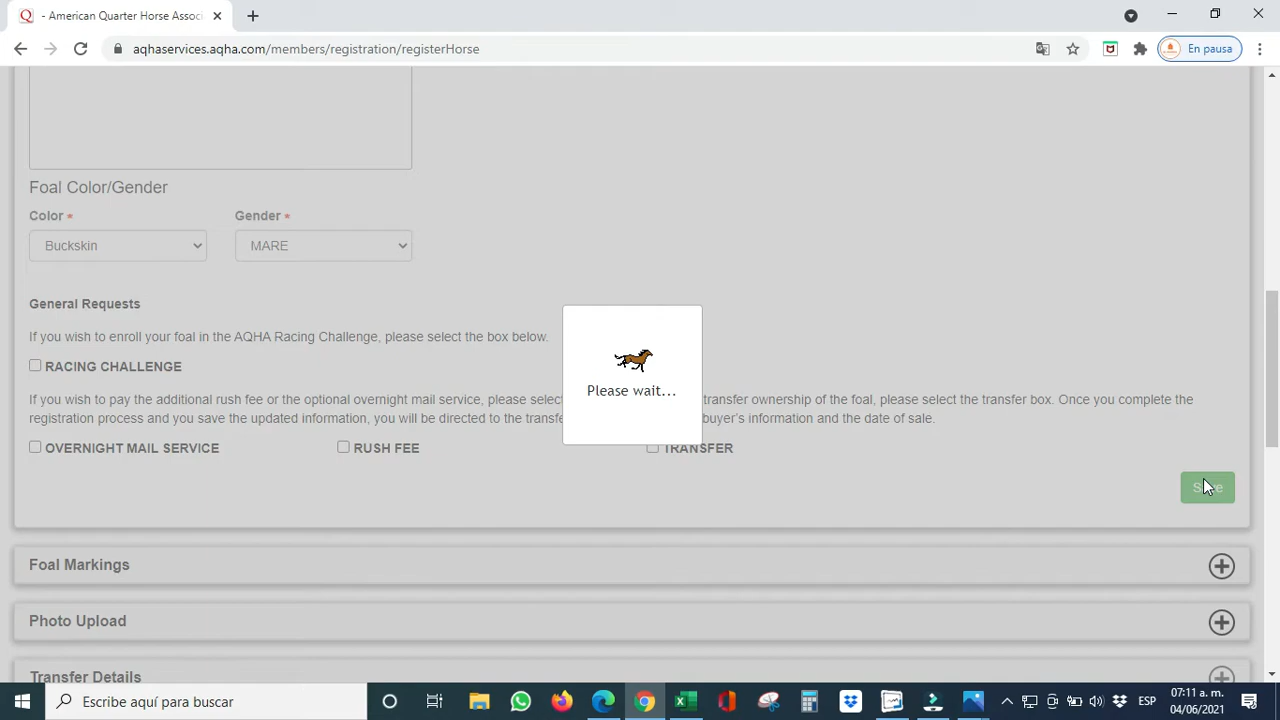 - American Quarter Horse Assoc
aqhaservices.aqha.com/members/registration/registerHorse
En pausa
Foal Color/Gender
Color * Gender *
Buckskin MARE
General Requests
If you wish to enroll your foal in the AQHA Racing Challenge, please select the box below.
RACING CHALLENGE
Please wait...
If you wish to pay the additional rush fee or the optional overnight mail service, please selec transfer ownership of the foal, please select the transfer box. Once you complete the
registration process and you save the updated information, you will be directed to the transfe buyer's information and the date of sale.
OVERNIGHT MAIL SERVICE RUSH FEE TRANSFER
Save
Foal Markings
Photo Upload
Transfer Details
Escribe aquí para buscar
ESP
07:11 a. m.
04/06/2021